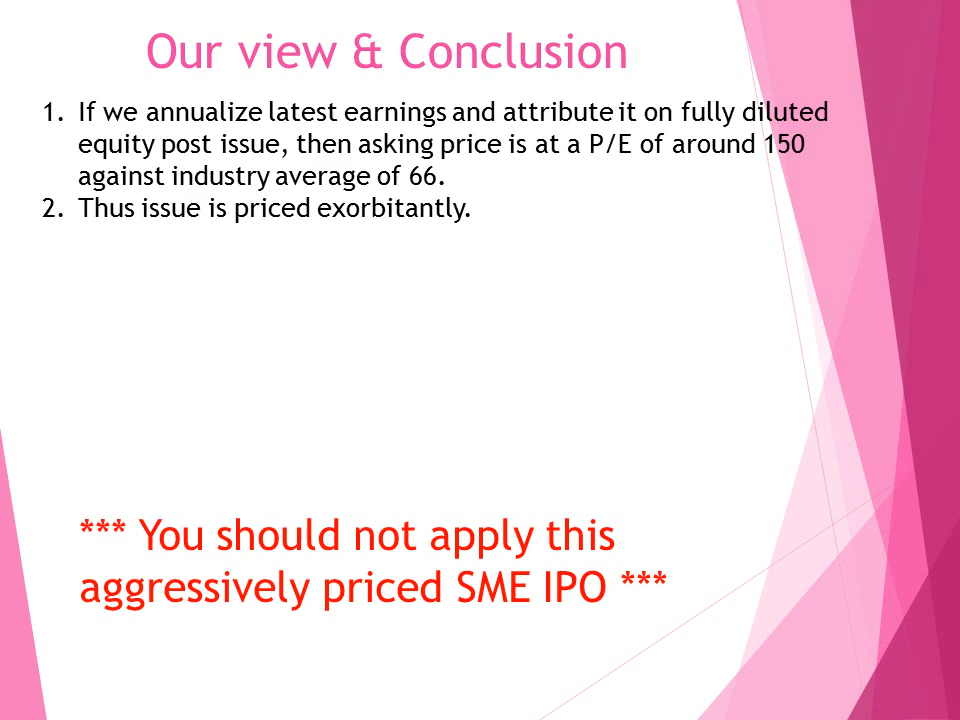 Our view & Conclusion
1. If we annualize latest earnings and attribute it on fully diluted
equity post issue, then asking price is at a P/E of around 150
against industry average of 66.
2. Thus issue is priced exorbitantly.
*** You should not apply this
aggressively priced SME IPO ***